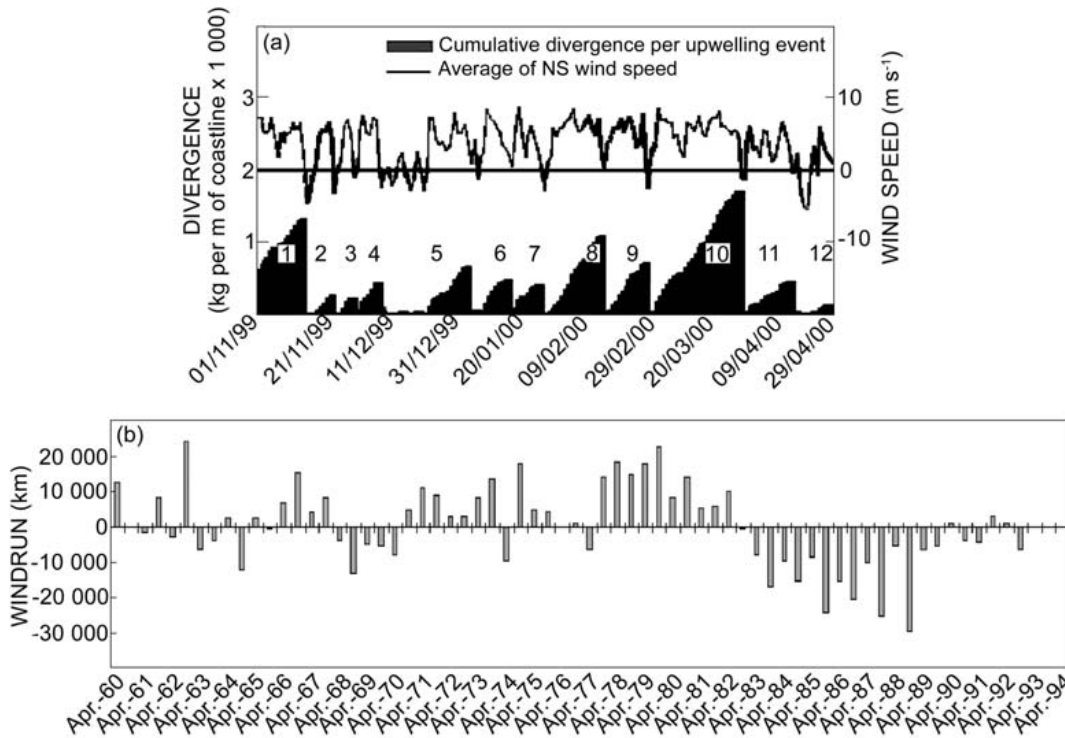 (a)
Cumulative divergence per upwelling event
Average of NS wind speed
DIVERGENCE
(kg per m of coastline x 1 000)
3
2
1
10
0
-10
WIND SPEED (m s⁻¹)
1 2 3 4 5 6 7 8 9 10 11 12
01/11/99
21/11/99
11/12/99
31/12/99
20/01/00
09/02/00
29/02/00
20/03/00
09/04/00
29/04/00
(b)
WINDRUN (km)
20 000
10 000
0
-10 000
-20 000
-30 000
Apr.-60
Apr.-61
Apr.-62
Apr.-63
Apr.-64
Apr.-65
Apr.-66
Apr.-67
Apr.-68
Apr.-69
Apr.-70
Apr.-71
Apr.-72
Apr.-73
Apr.-74
Apr.-75
Apr.-76
Apr.-77
Apr.-78
Apr.-79
Apr.-80
Apr.-81
Apr.-82
Apr.-84
Apr.-85
Apr.-86
Apr.-87
Apr.-88
Apr.-89
Apr.-90
Apr.-91
Apr.-92
Apr.-93
Apr.-94